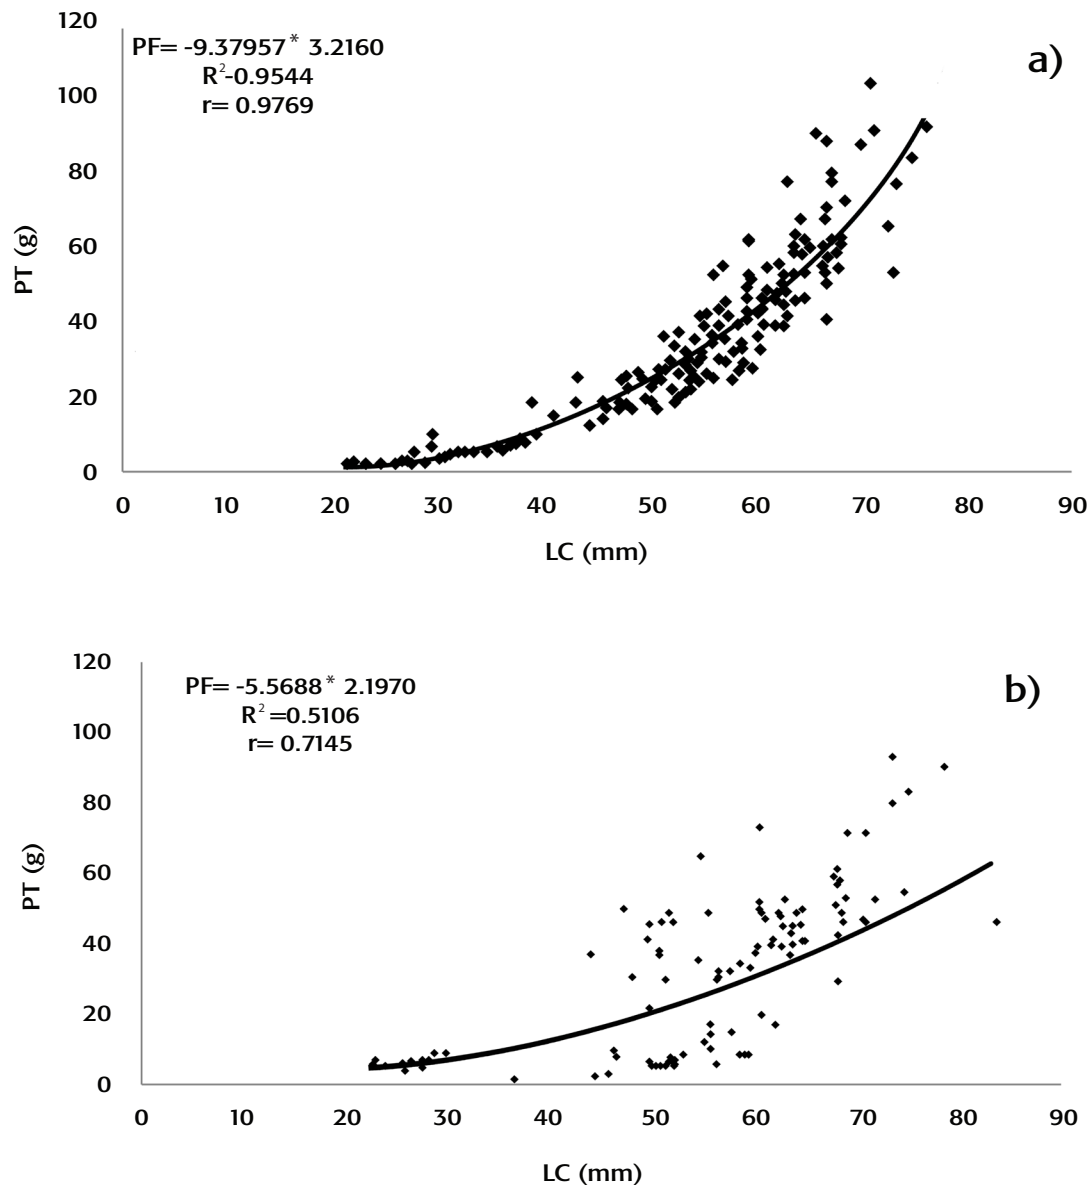 120
PF= -9.37957* 3.2160
R²-0.9544
r= 0.9769
a)
100
80
60
40
20
0
PT (g)
0 10 20 30 40 50 60 70 80 90
LC (mm)
120
PF= -5.5688* 2.1970
R² =0.5106
r= 0.7145
b)
100
80
60
40
20
0
PT (g)
0 10 20 30 40 50 60 70 80 90
LC (mm)